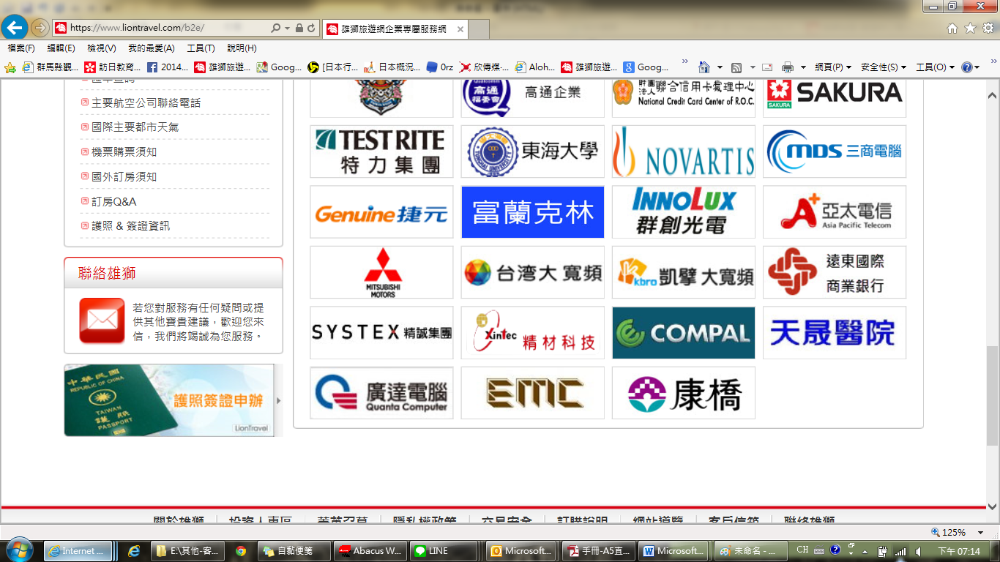 https://www.liontravel.com/b2e/
雄獅旅遊網企業專屬服務網
檔案(F) 編輯(E) 檢視(V) 我的最愛(A) 工具(T) 說明(H)
群馬縣觀... 訪日教育... 2014... 雄獅旅遊... Goog... [日本行... 日本概況... 0rz 欣傳媒-... Aloh... 雄獅旅遊... Goog... 網頁(P) 安全性(S) 工具(O)
主要航空公司聯絡電話
國際主要都市天氣
機票購票須知
國外訂房須知
訂房Q&A
護照 & 簽證資訊
聯絡雄獅
若您對服務有任何疑問或提
供其他寶貴建議，歡迎您來
信，我們將竭誠為您服務。
中華民國
REPUBLIC OF CHINA
TAIWAN
護照
PASSPORT
護照簽證申辦
LionTravel
高通
福委會
高通企業
財團法人
聯合信用卡處理中心
National Credit Card Center of R.O.C.
SAKURA
SAKURA
TEST RITE
特力集團
東海大學
NOVARTIS
MDS 三商電腦
Genuine 捷元
富蘭克林
INNOLUX
群創光電
A+ 亞太電信
Asia Pacific Telecom
MITSUBISHI
MOTORS
台湾大寬頻
kbro 凱擘大寬頻
遠東國際
商業銀行
SYSTEX 精誠集團
Xintec 精材科技
COMPAL
天晟醫院
廣達電腦
Quanta Computer
EMC
康橋
關於雄獅 投資人專區 菁英召募 隱私權政策 交易安全 訂購說明 網站導覽 客戶信箱 聯絡雄獅
125%
Internet ... E:\其他-客... 自黏便箋 Abacus W... LINE Microsoft... 手冊-A5直... Microsoft... 未命名 - ... CH 下午 07:14